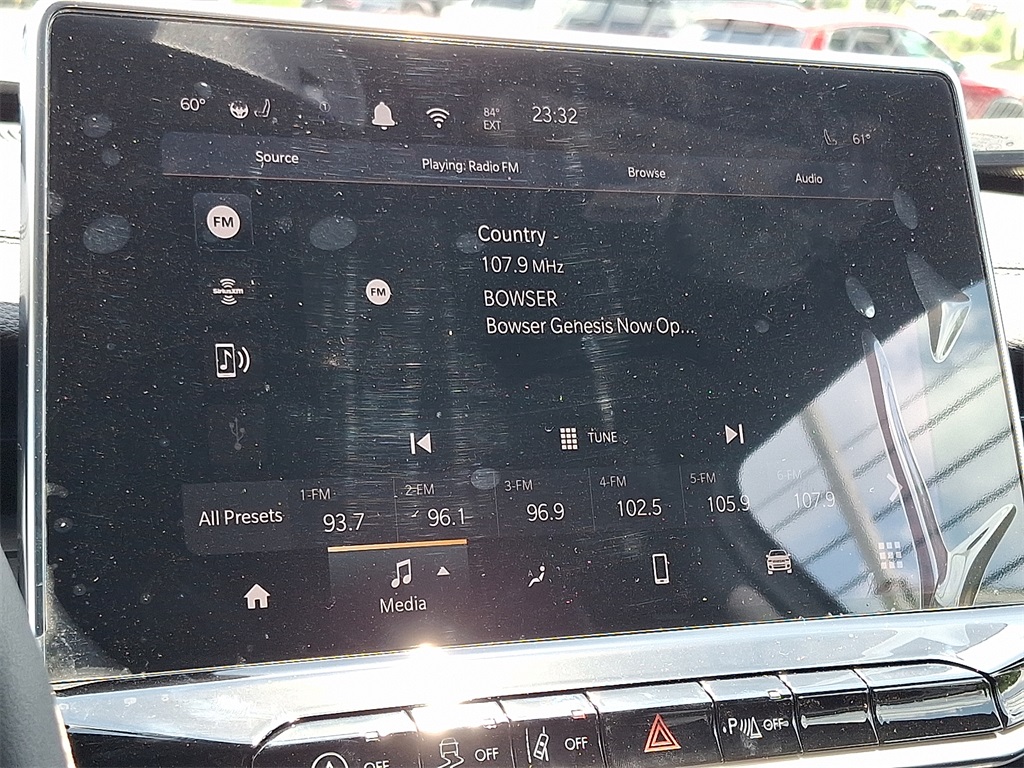 60°
84° EXT
23:32
61°
Source
Playing: Radio FM
Browse
Audio
FM
SiriusXM
FM
Country
107.9 MHz
BOWSER
Bowser Genesis Now Op...
TUNE
All Presets
1-FM
93.7
2-FM
96.1
3-FM
96.9
4-FM
102.5
5-FM
105.9
6-FM
107.9
Media
OFF
OFF
OFF
P OFF